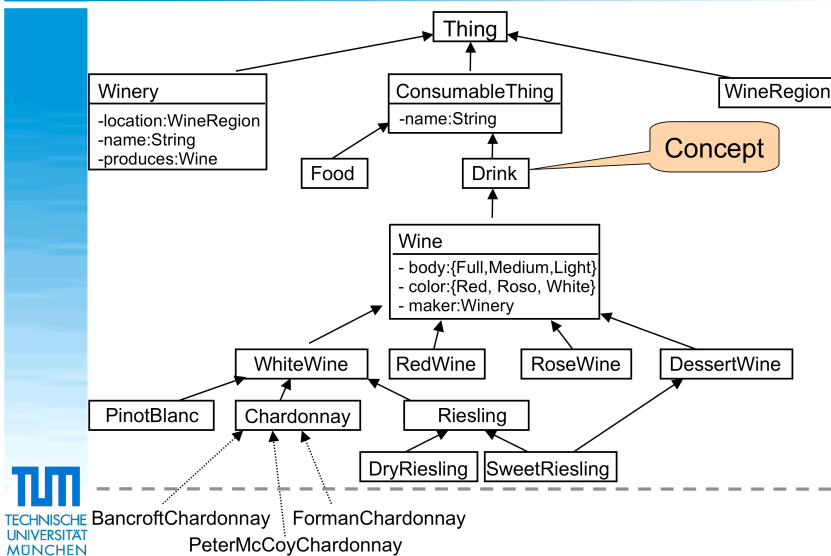 Thing
Winery
-location:WineRegion
-name:String
-produces:Wine
ConsumableThing
-name:String
WineRegion
Food
Drink
Concept
Wine
- body:{Full,Medium,Light}
- color:{Red, Roso, White}
- maker:Winery
WhiteWine
RedWine
RoseWine
DessertWine
PinotBlanc
Chardonnay
Riesling
DryRiesling
SweetRiesling
TUM
TECHNISCHE
UNIVERSITÄT
MÜNCHEN
BancroftChardonnay
FormanChardonnay
PeterMcCoyChardonnay